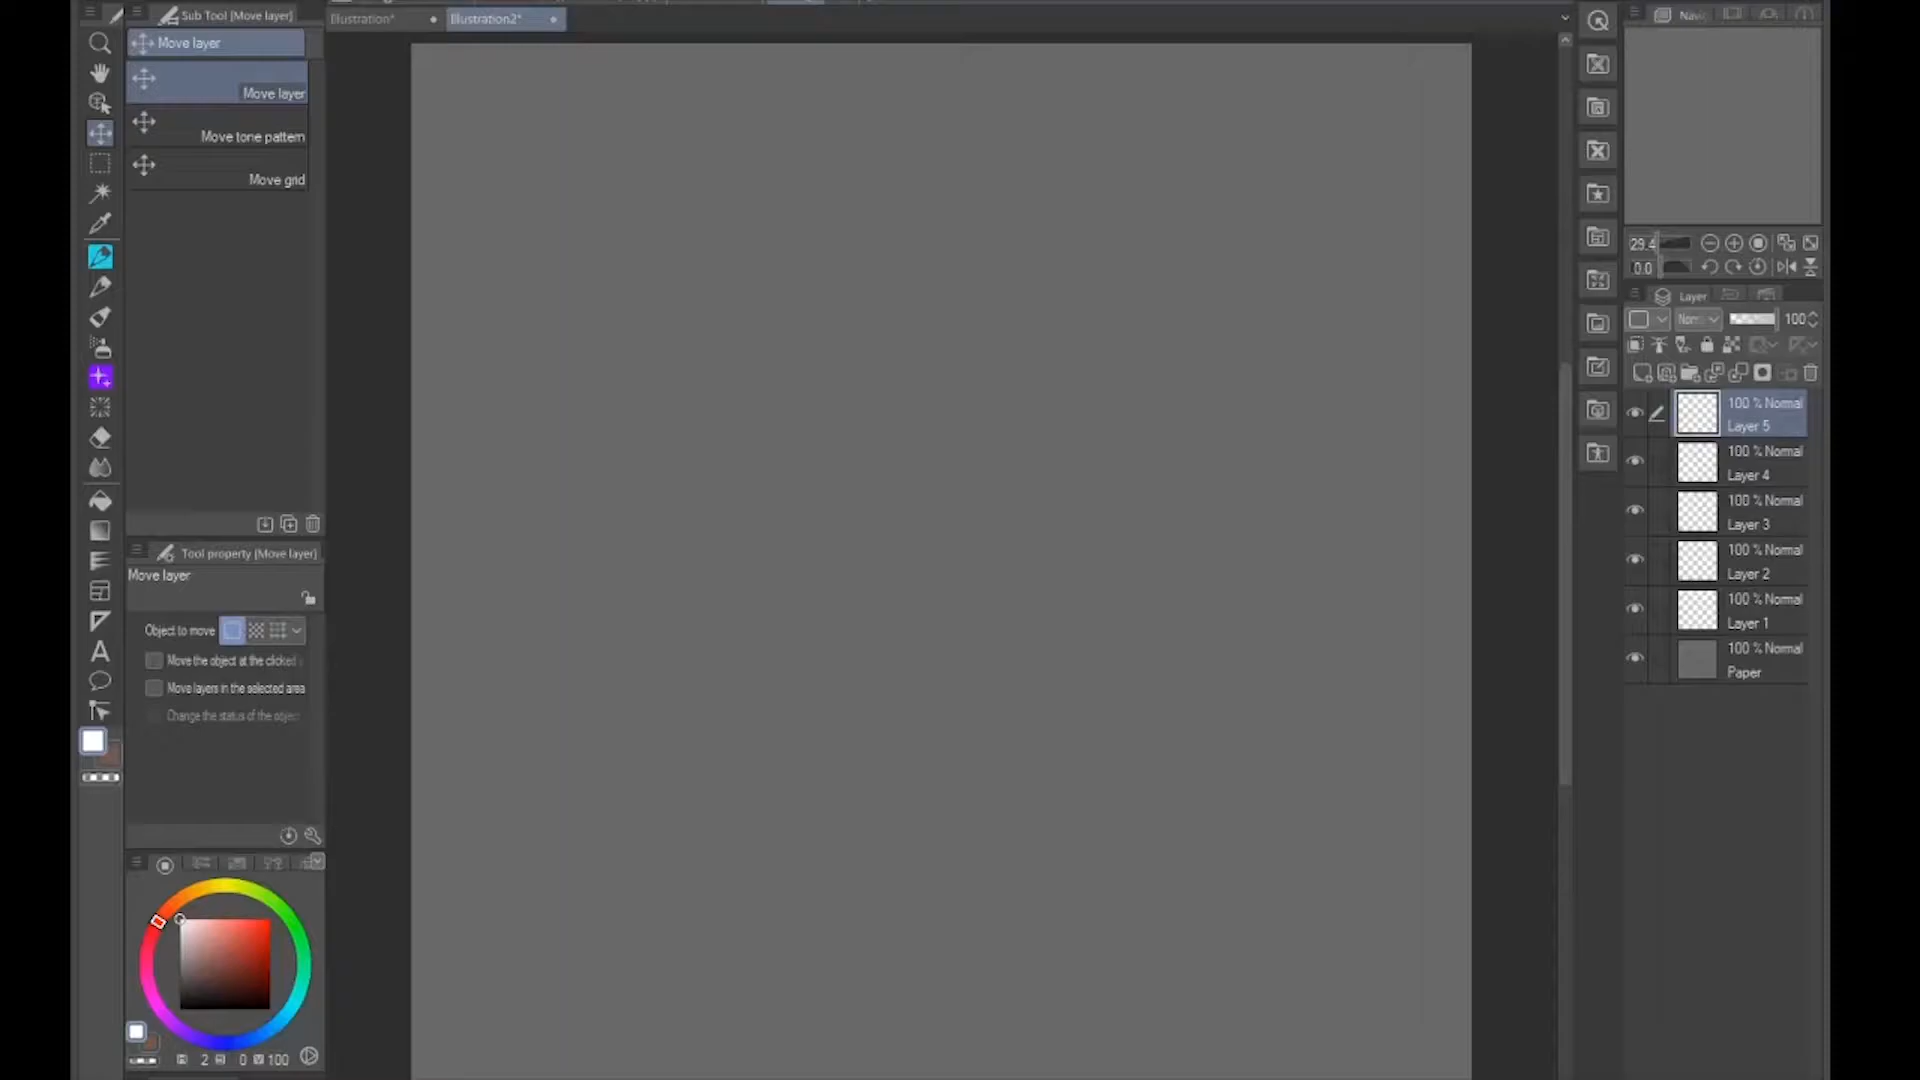 Sub Tool [Move layer]
Illustration*
Illustration2*
Move layer
Move layer
Move tone pattern
Move grid
Tool property [Move layer]
Move layer
Object to move
Move the object at the clicked
Move layers in the selected area
Change the status of the objec
2 0 100
Navi
29.4
0.0
Layer
Norm 100
100 % Normal
Layer 5
100 % Normal
Layer 4
100 % Normal
Layer 3
100 % Normal
Layer 2
100 % Normal
Layer 1
100 % Normal
Paper